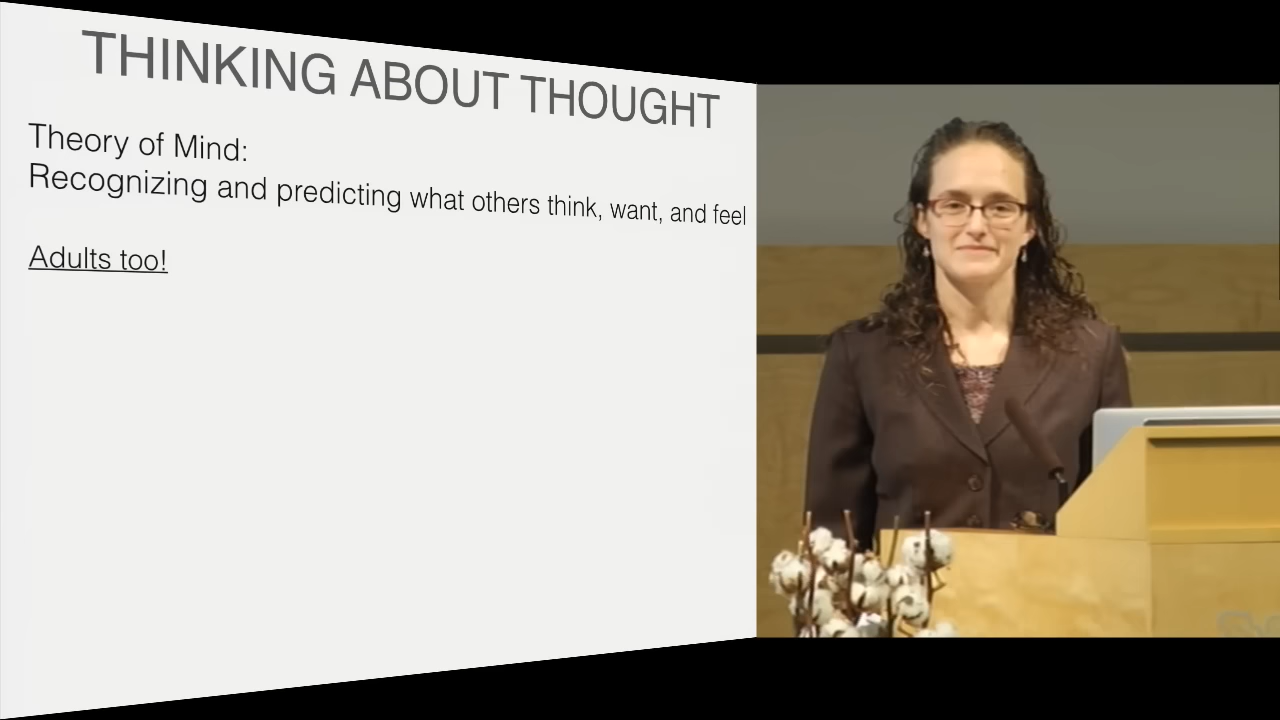 THINKING ABOUT THOUGHT
Theory of Mind:
Recognizing and predicting what others think, want, and feel
Adults too!